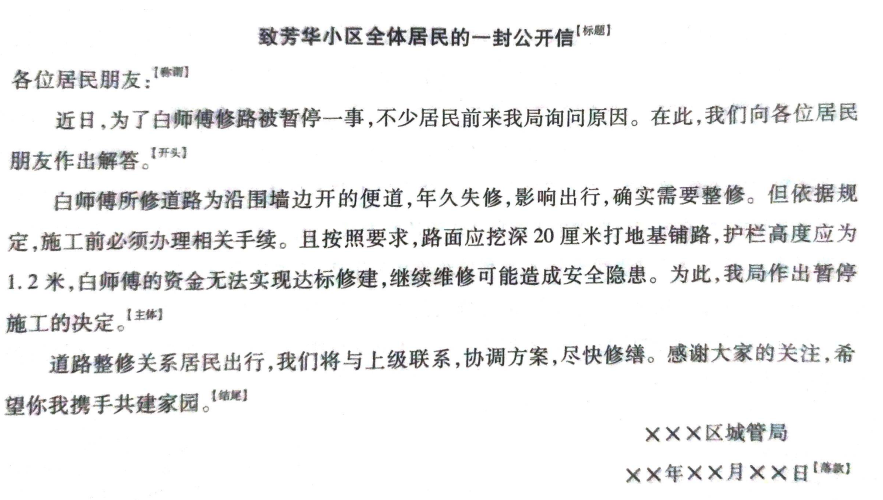 致芳华小区全体居民的一封公开信【标题】
各位居民朋友:【称谓】
近日,为了白师傅修路被暂停一事,不少居民前来我局询问原因。在此,我们向各位居民
朋友作出解答。【开头】
白师傅所修道路为沿围墙边开的便道,年久失修,影响出行,确实需要整修。但依据规
定,施工前必须办理相关手续。且按照要求,路面应挖深20厘米打地基铺路,护栏高度应为
1.2米,白师傅的资金无法实现达标修建,继续维修可能造成安全隐患。为此,我局作出暂停
施工的决定。【主体】
道路整修关系居民出行,我们将与上级联系,协调方案,尽快修缮。感谢大家的关注,希
望你我携手共建家园。【结尾】
×××区城管局
××年××月××日【落款】